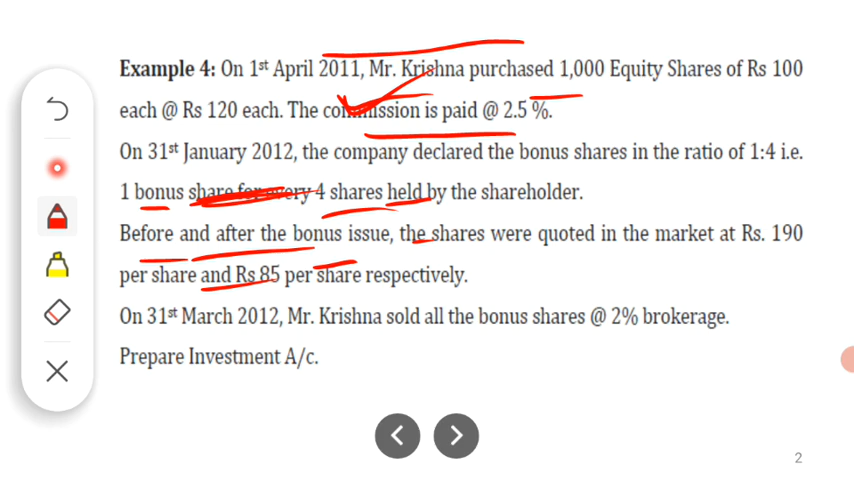 Example 4: On 1st April 2011, Mr. Krishna purchased 1,000 Equity Shares of Rs 100
each @ Rs 120 each. The commission is paid @ 2.5 %.
On 31st January 2012, the company declared the bonus shares in the ratio of 1:4 i.e.
1 bonus share for every 4 shares held by the shareholder.
Before and after the bonus issue, the shares were quoted in the market at Rs. 190
per share and Rs 85 per share respectively.
On 31st March 2012, Mr. Krishna sold all the bonus shares @ 2% brokerage.
Prepare Investment A/c.
2